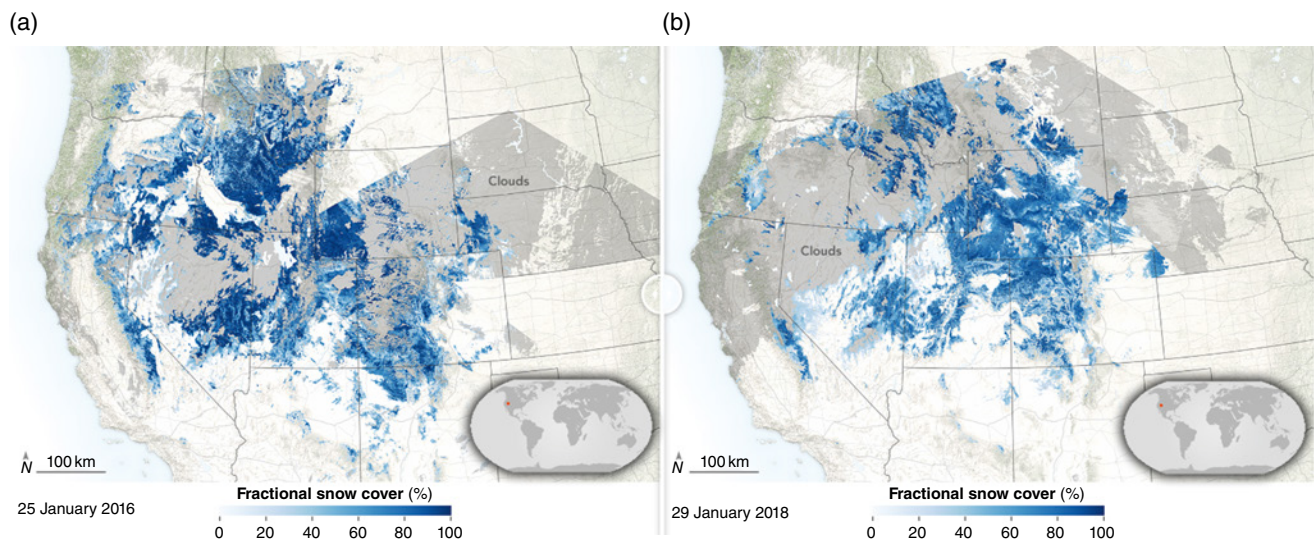 (a)
Clouds
N 100 km
25 January 2016
Fractional snow cover (%)
0 20 40 60 80 100
(b)
Clouds
N 100 km
29 January 2018
Fractional snow cover (%)
0 20 40 60 80 100